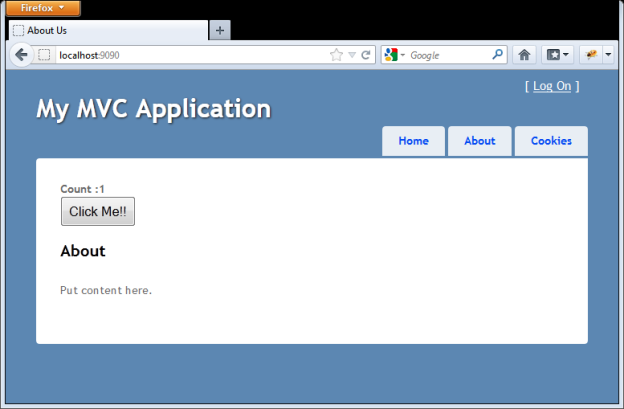 Firefox
About Us
localhost:9090
Google
[ Log On ]
My MVC Application
Home About Cookies
Count :1
Click Me!!
About
Put content here.